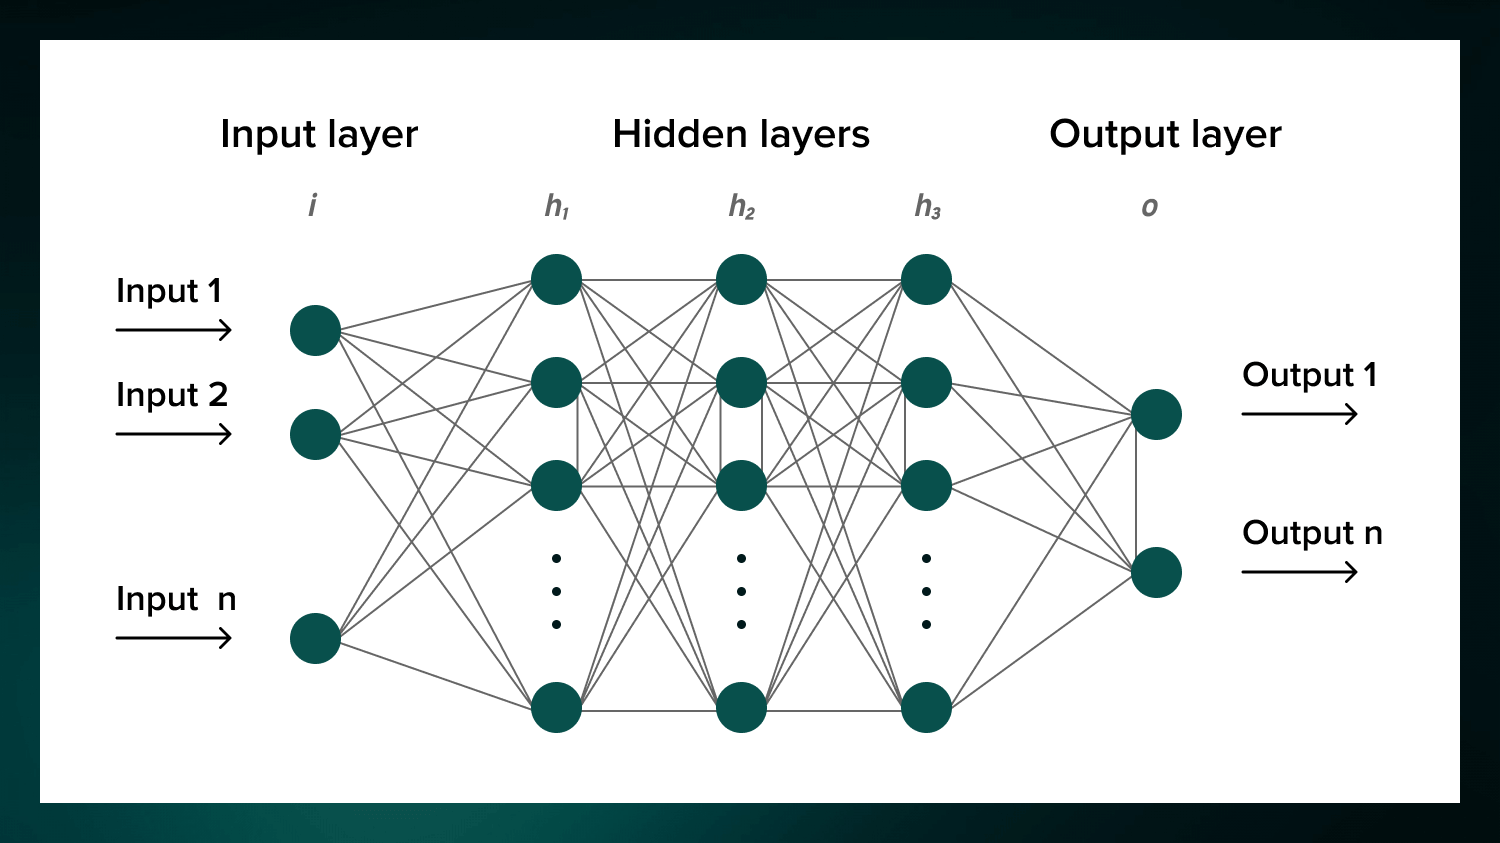 Input layer
Hidden layers
Output layer
i
h₁
h₂
h₃
o
Input 1
Input 2
Input n
Output 1
Output n